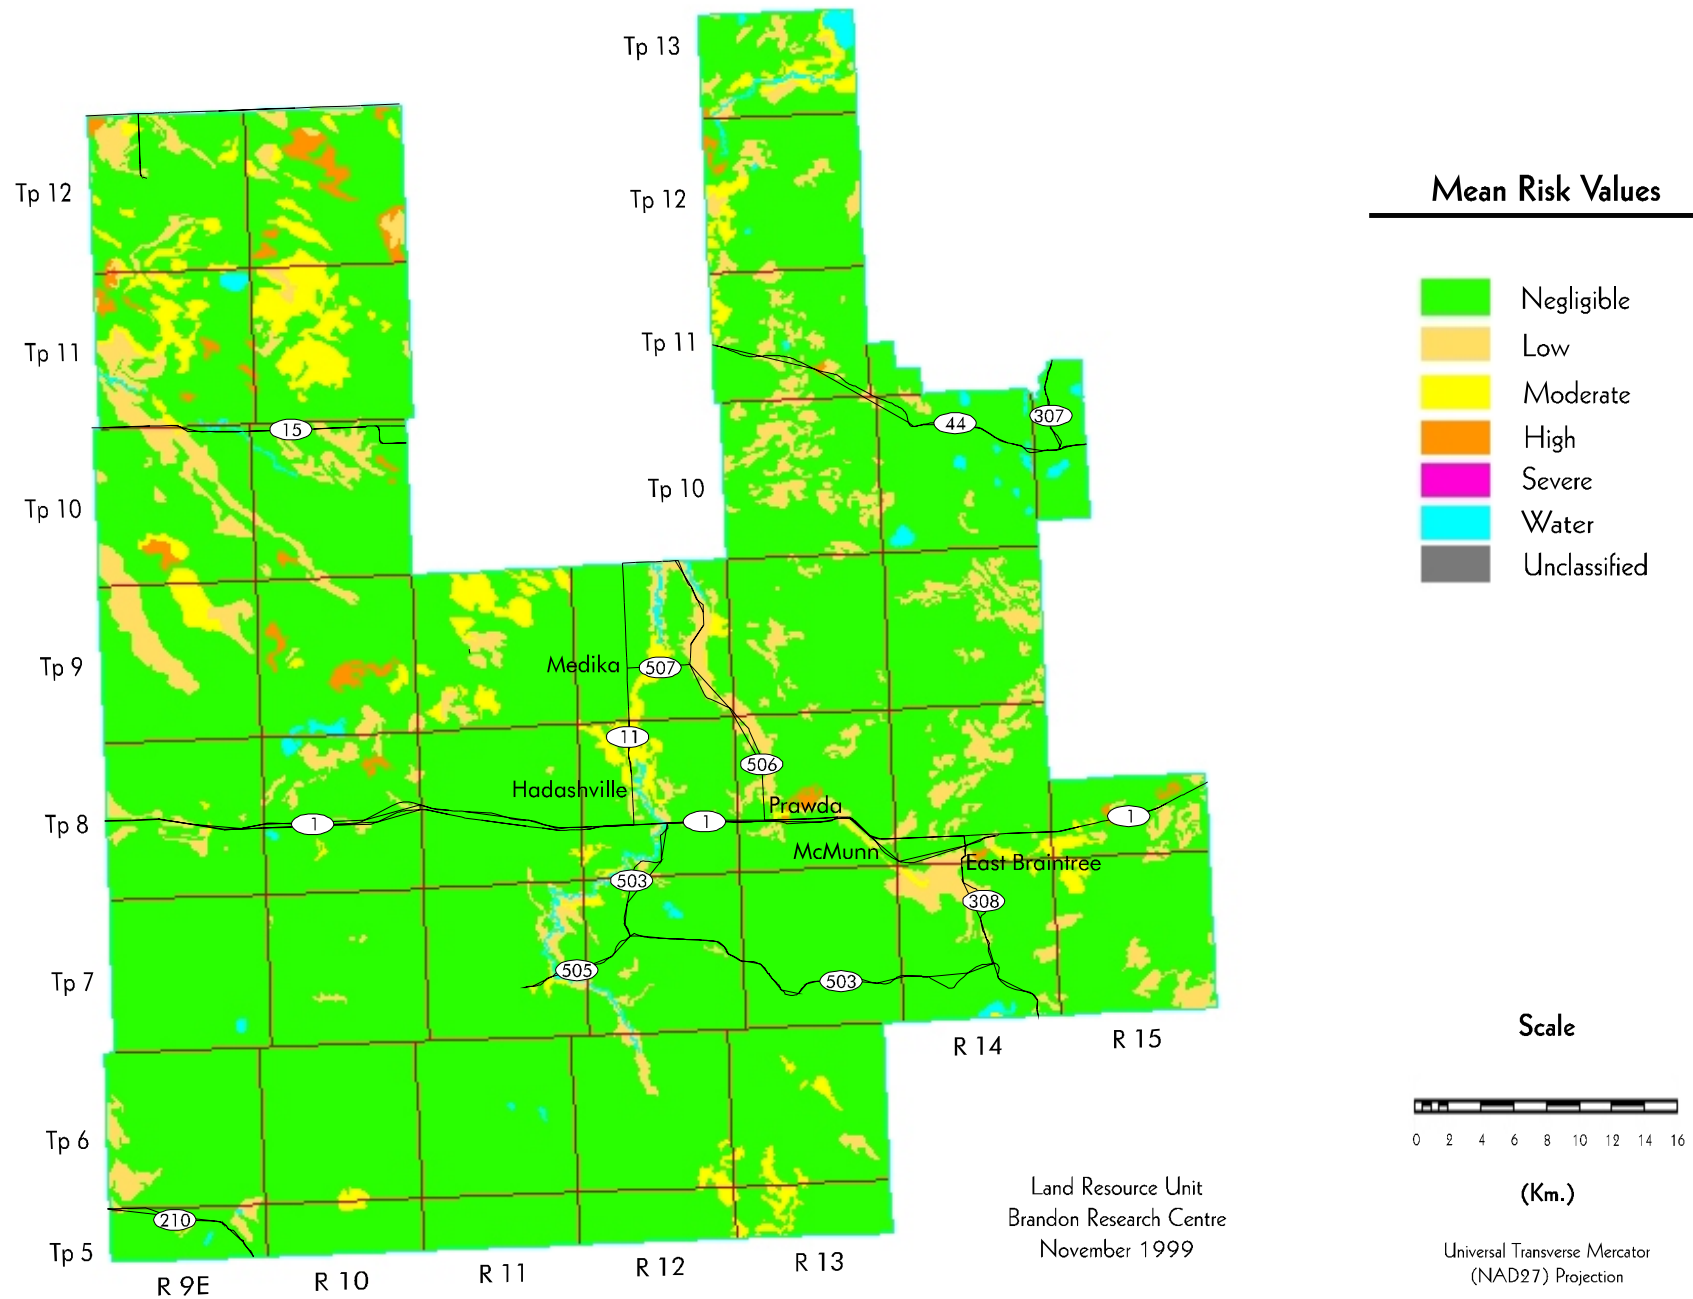 Tp 13
Tp 12
Tp 12
Mean Risk Values
Negligible
Low
Moderate
High
Severe
Water
Unclassified
Tp 11
Tp 11
15
44
307
Tp 10
Tp 10
Tp 9
Medika
507
11
506
Hadashville
Prawda
Tp 8
1
1
1
McMunn
East Braintree
503
308
Tp 7
505
503
R 14
R 15
Scale
0 2 4 6 8 10 12 14 16
(Km.)
Tp 6
Land Resource Unit
Brandon Research Centre
November 1999
210
Tp 5
R 9E
R 10
R 11
R 12
R 13
Universal Transverse Mercator
(NAD27) Projection